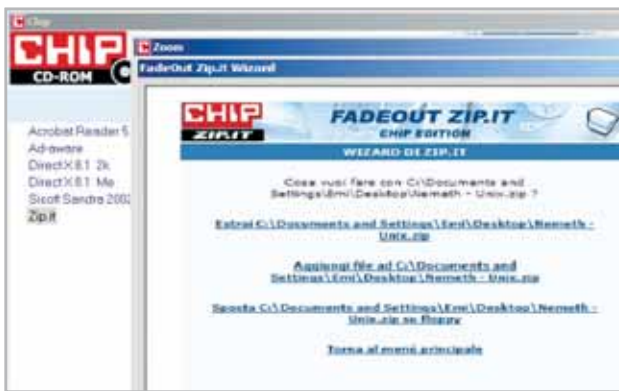 Chip
CHIP
CD-ROM
Acrobat Reader 5
Ad-aware
DirectX 8.1 2k
DirectX 8.1 Me
Sicoft Sandra 2002
Zip.it
Zoom
FadeOut Zip.it Wizard
CHIP
ZIP.IT
FADEOUT ZIP.IT
CHIP EDITION
WIZARD DI ZIP.IT
Cosa vuoi fare con C:\Documents and
Settings\Emi\Desktop\Nemeth - Unix.zip ?
Estrai C:\Documents and Settings\Emi\Desktop\Nemeth -
Unix.zip
Aggiungi file ad C:\Documents and
Settings\Emi\Desktop\Nemeth - Unix.zip
Sposta C:\Documents and Settings\Emi\Desktop\Nemeth -
Unix.zip su floppy
Torna al menù principale